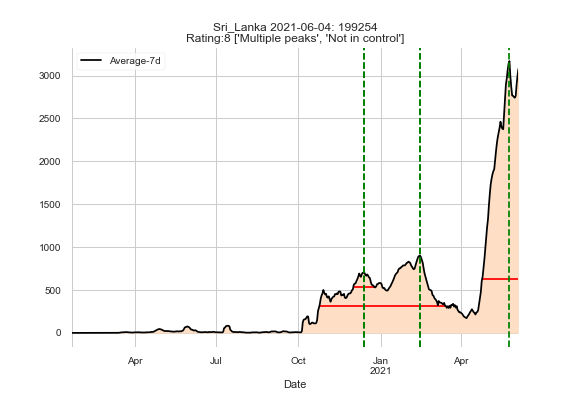 Sri_Lanka 2021-06-04: 199254
Rating:8 ['Multiple peaks', 'Not in control']
Average-7d
3000
2500
2000
1500
1000
500
0
Apr
Jul
Oct
Jan
2021
Apr
Date